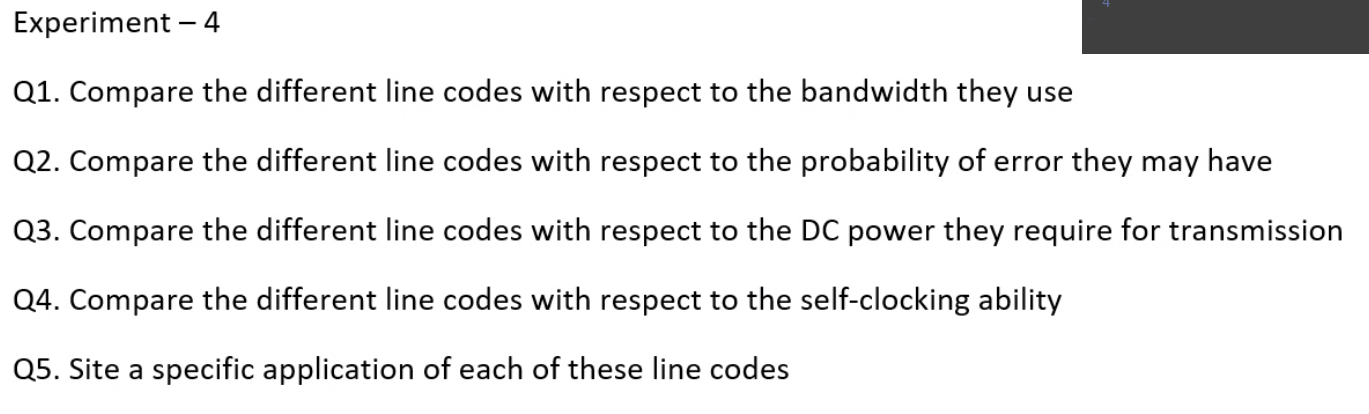 Experiment – 4
4
Q1. Compare the different line codes with respect to the bandwidth they use
Q2. Compare the different line codes with respect to the probability of error they may have
Q3. Compare the different line codes with respect to the DC power they require for transmission
Q4. Compare the different line codes with respect to the self-clocking ability
Q5. Site a specific application of each of these line codes